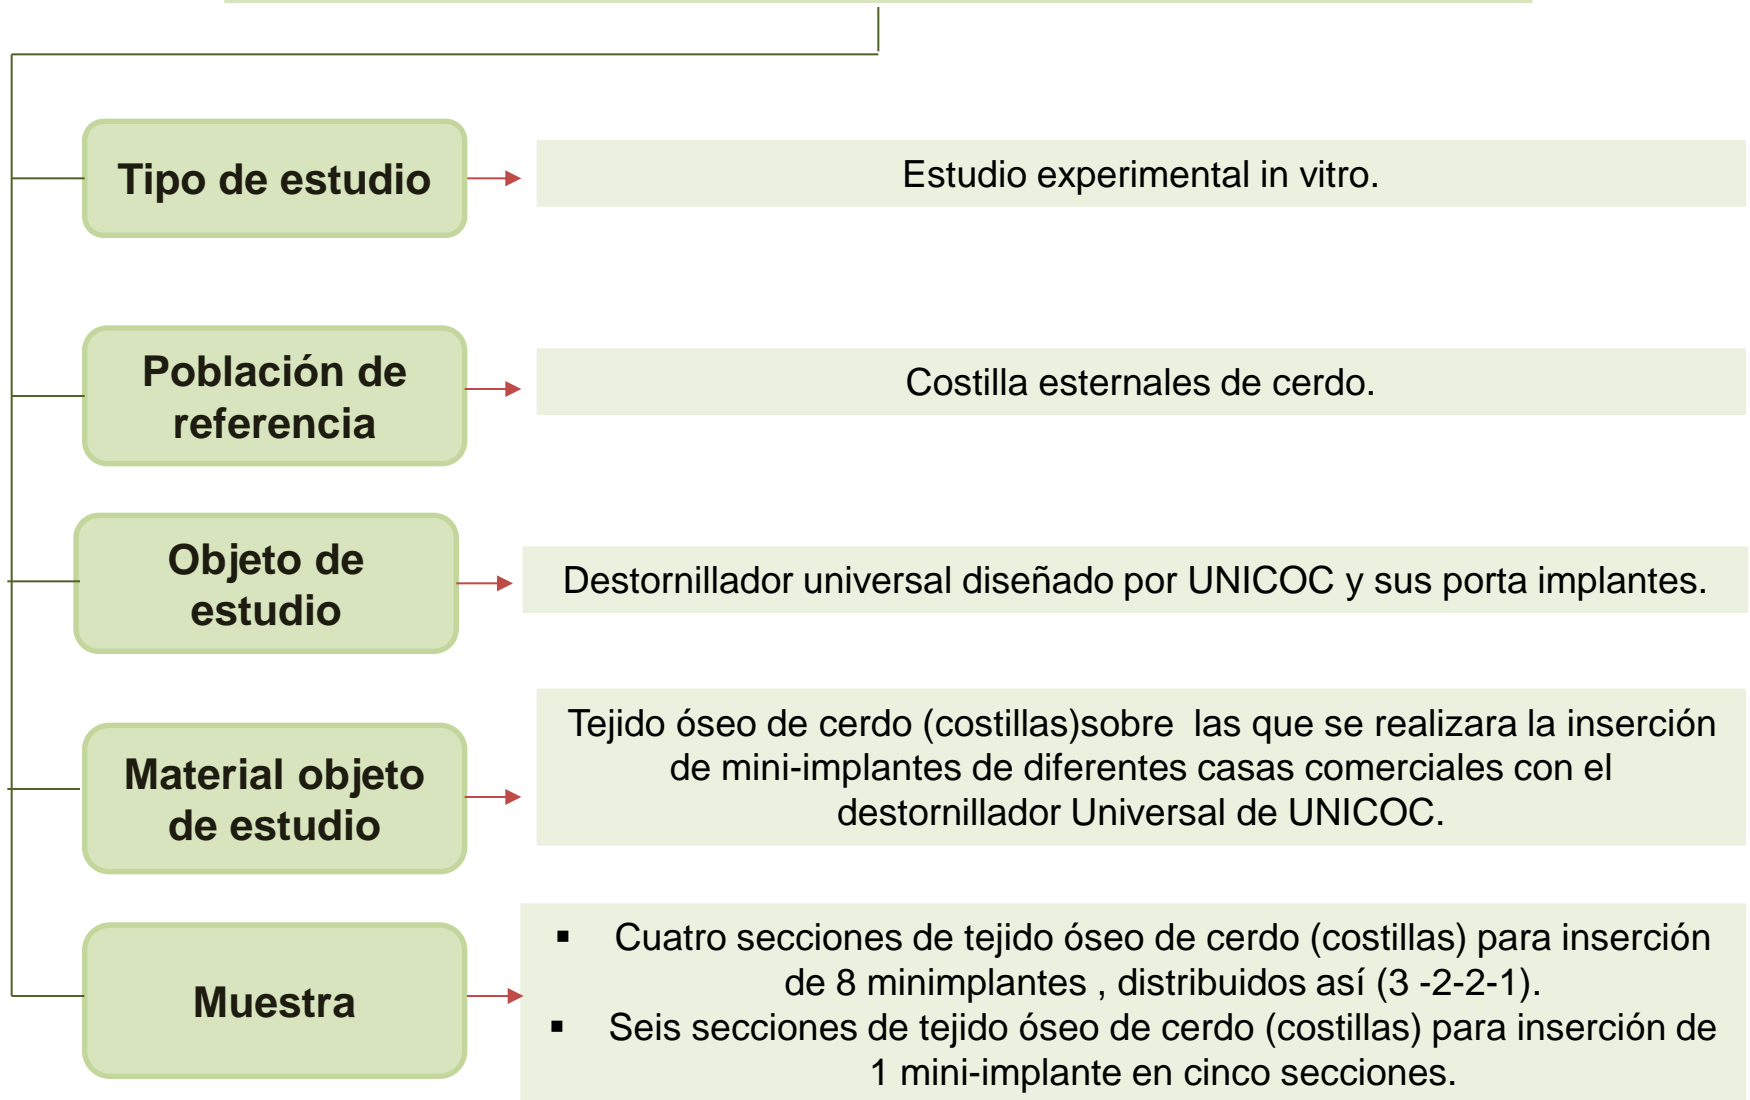 Tipo de estudio
Estudio experimental in vitro.
Población de
referencia
Costilla esternales de cerdo.
Objeto de
estudio
Destornillador universal diseñado por UNICOC y sus porta implantes.
Material objeto
de estudio
Tejido óseo de cerdo (costillas)sobre las que se realizara la inserción
de mini-implantes de diferentes casas comerciales con el
destornillador Universal de UNICOC.
Muestra
▪ Cuatro secciones de tejido óseo de cerdo (costillas) para inserción
de 8 minimplantes , distribuidos así (3 -2-2-1).
▪ Seis secciones de tejido óseo de cerdo (costillas) para inserción de
1 mini-implante en cinco secciones.